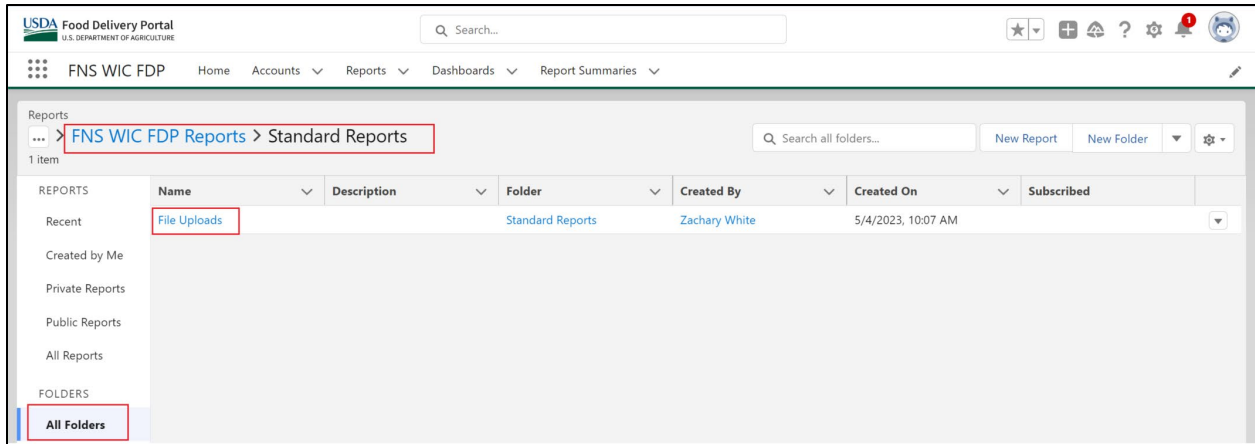 USDA Food Delivery Portal
U.S. DEPARTMENT OF AGRICULTURE
Search...
1
FNS WIC FDP Home Accounts Reports Dashboards Report Summaries
Reports
... > FNS WIC FDP Reports > Standard Reports
Search all folders... New Report New Folder
1 item
REPORTS Name Description Folder Created By Created On Subscribed
Recent File Uploads Standard Reports Zachary White 5/4/2023, 10:07 AM
Created by Me
Private Reports
Public Reports
All Reports
FOLDERS
All Folders